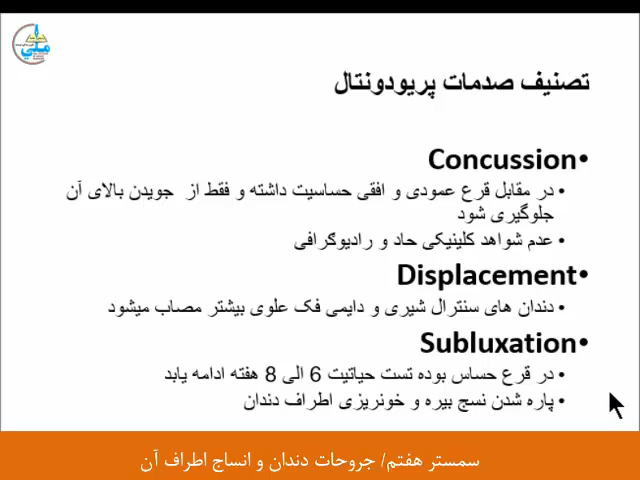 ملی
تصنیف صدمات پریودونتال
•Concussion
• در مقابل قرع عمودی و افقی حساسیت داشته و فقط از جویدن بالای آن
جلوگیری شود
• عدم شواهد کلینیکی حاد و رادیوگرافی
•Displacement
• دندان های سنترال شیری و دایمی فک علوی بیشتر مصاب میشود
•Subluxation
• در قرع حساس بوده تست حیاتیت 6 الی 8 هفته ادامه یابد
• پاره شدن نسج بیره و خونریزی اطراف دندان
سمستر هفتم/ جروحات دندان و انساج اطراف آن